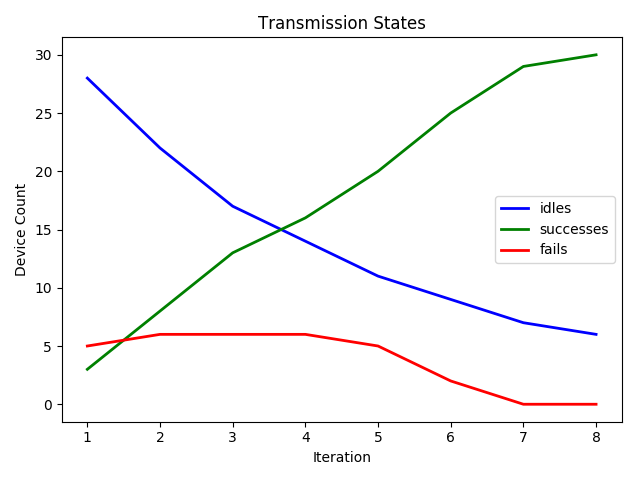 Transmission States
Device Count
30
25
20
15
10
5
0
idles
successes
fails
1 2 3 4 5 6 7 8
Iteration